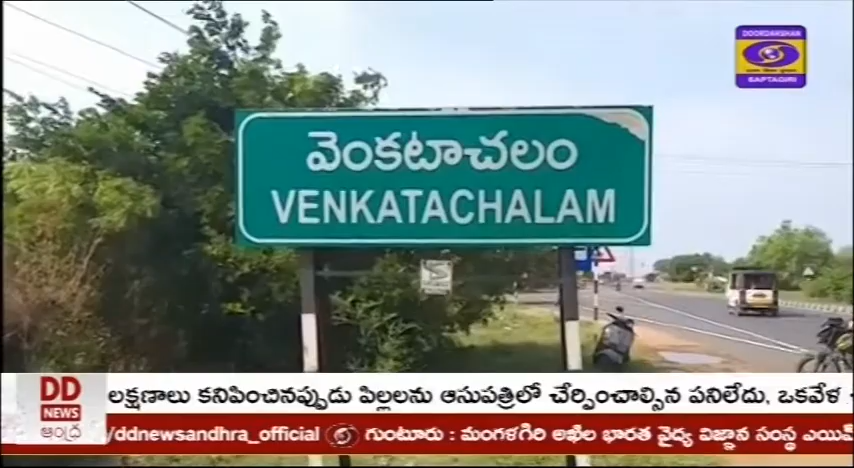 DOORDARSHAN
SAPTAGIRI
వెంకటాచలం
VENKATACHALAM
DD
NEWS
ఆంధ్ర
లక్షణాలు కనిపించినప్పుడు పిల్లలను ఆసుపత్రిలో చేర్పించాల్సిన పనిలేదు. ఒకవేళ
/ddnewsandhra_official గుంటూరు : మంగళగిరి అఖిల భారత వైద్య విజ్ఞాన సంస్థ